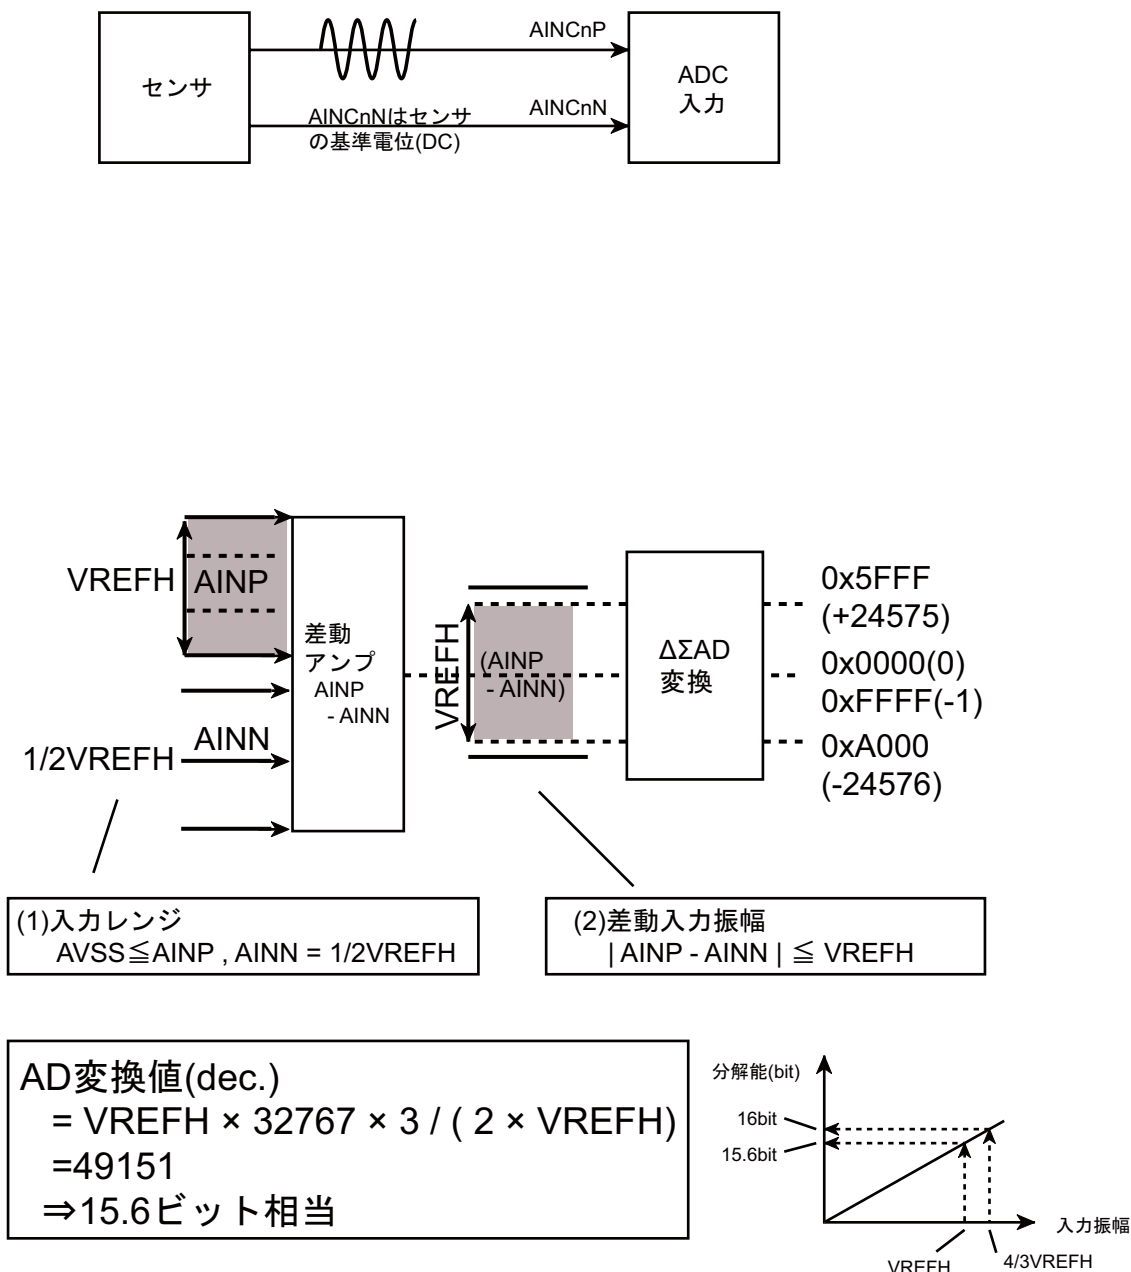 センサ
AINCnP
AINCnN
AINCnNはセンサ
の基準電位(DC)
ADC
入力
VREFH
AINP
1/2VREFH
AINN
差動
アンプ
AINP
- AINN
VREFH
(AINP
- AINN)
ΔΣAD
変換
0x5FFF
(+24575)
0x0000(0)
0xFFFF(-1)
0xA000
(-24576)
(1)入力レンジ
AVSS≦AINP , AINN = 1/2VREFH
(2)差動入力振幅
| AINP - AINN | ≦ VREFH
AD変換値(dec.)
= VREFH × 32767 × 3 / ( 2 × VREFH)
=49151
⇒15.6ビット相当
分解能(bit)
16bit
15.6bit
入力振幅
VREFH
4/3VREFH